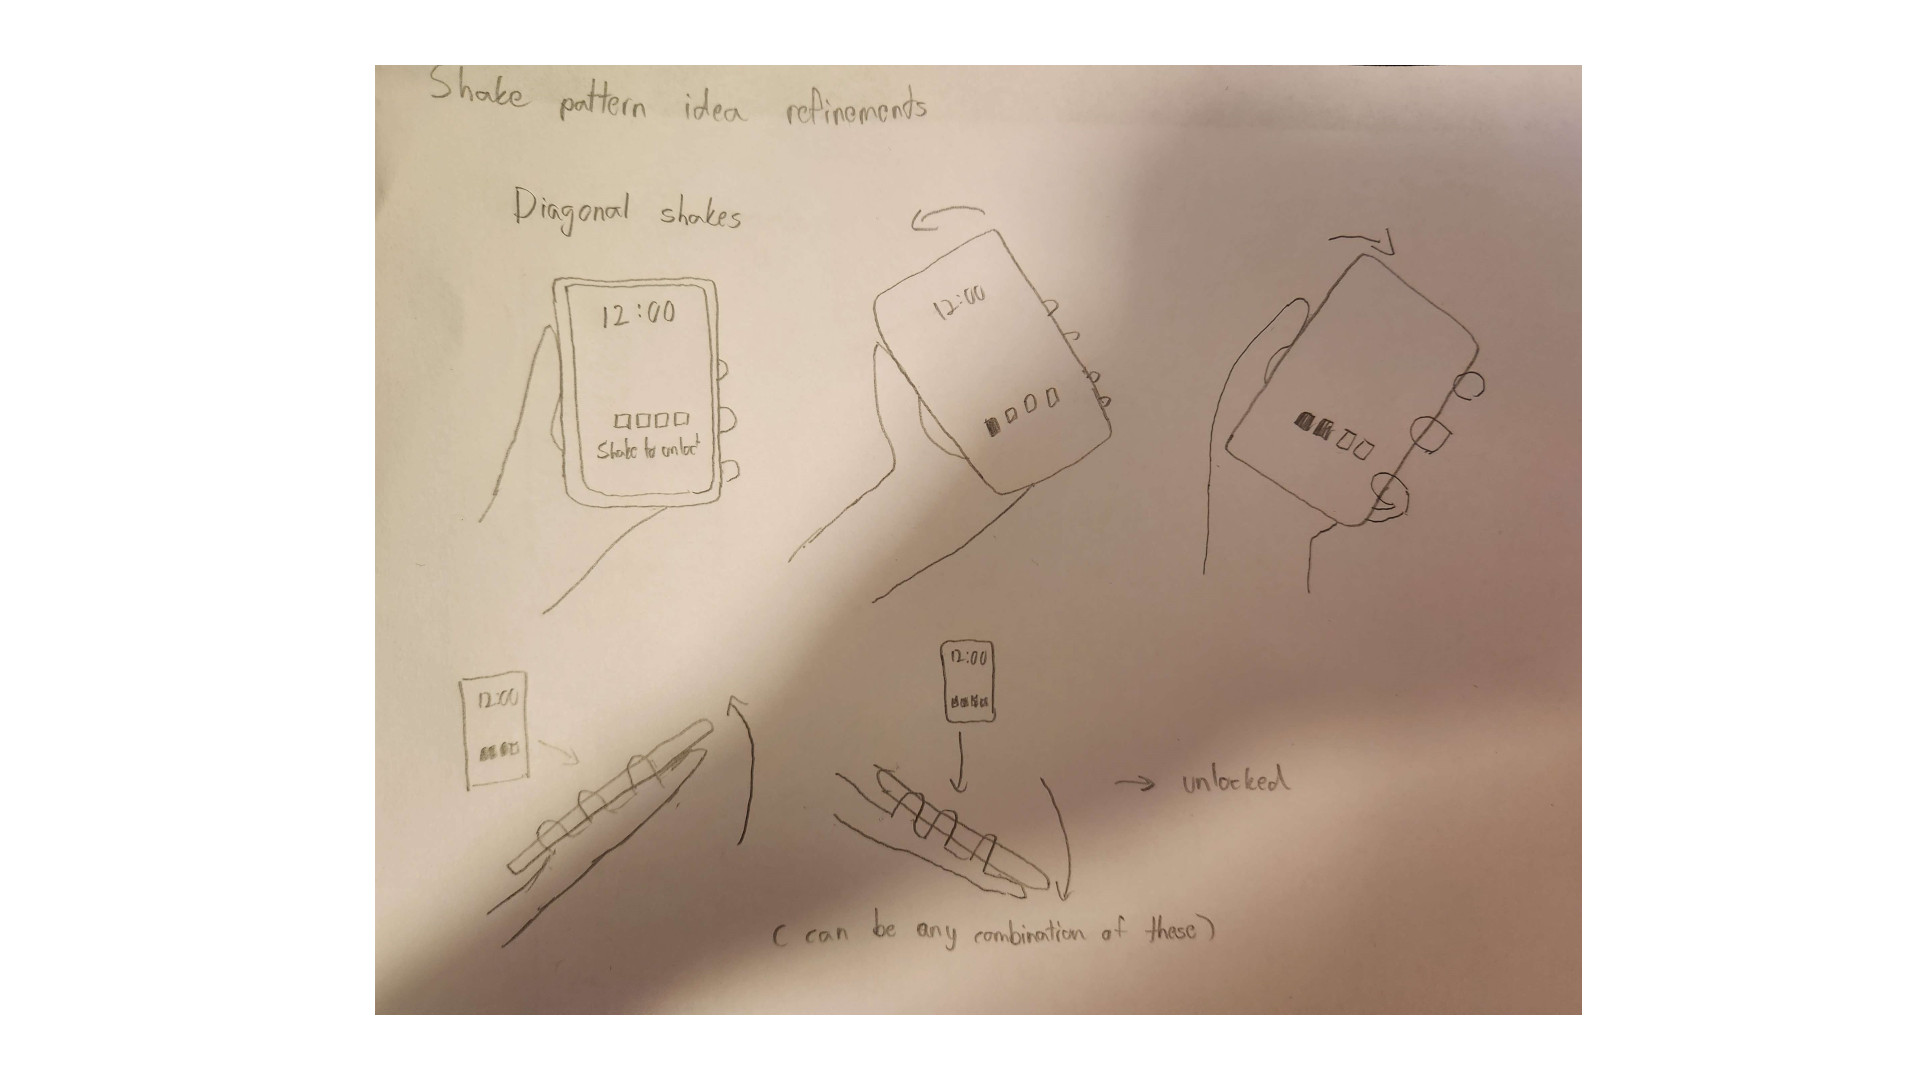 Shake pattern idea refinements
Diagonal shakes
12:00
Shake to unloc
12:00
12:00
12:00
→ unlocked
(can be any combination of these)